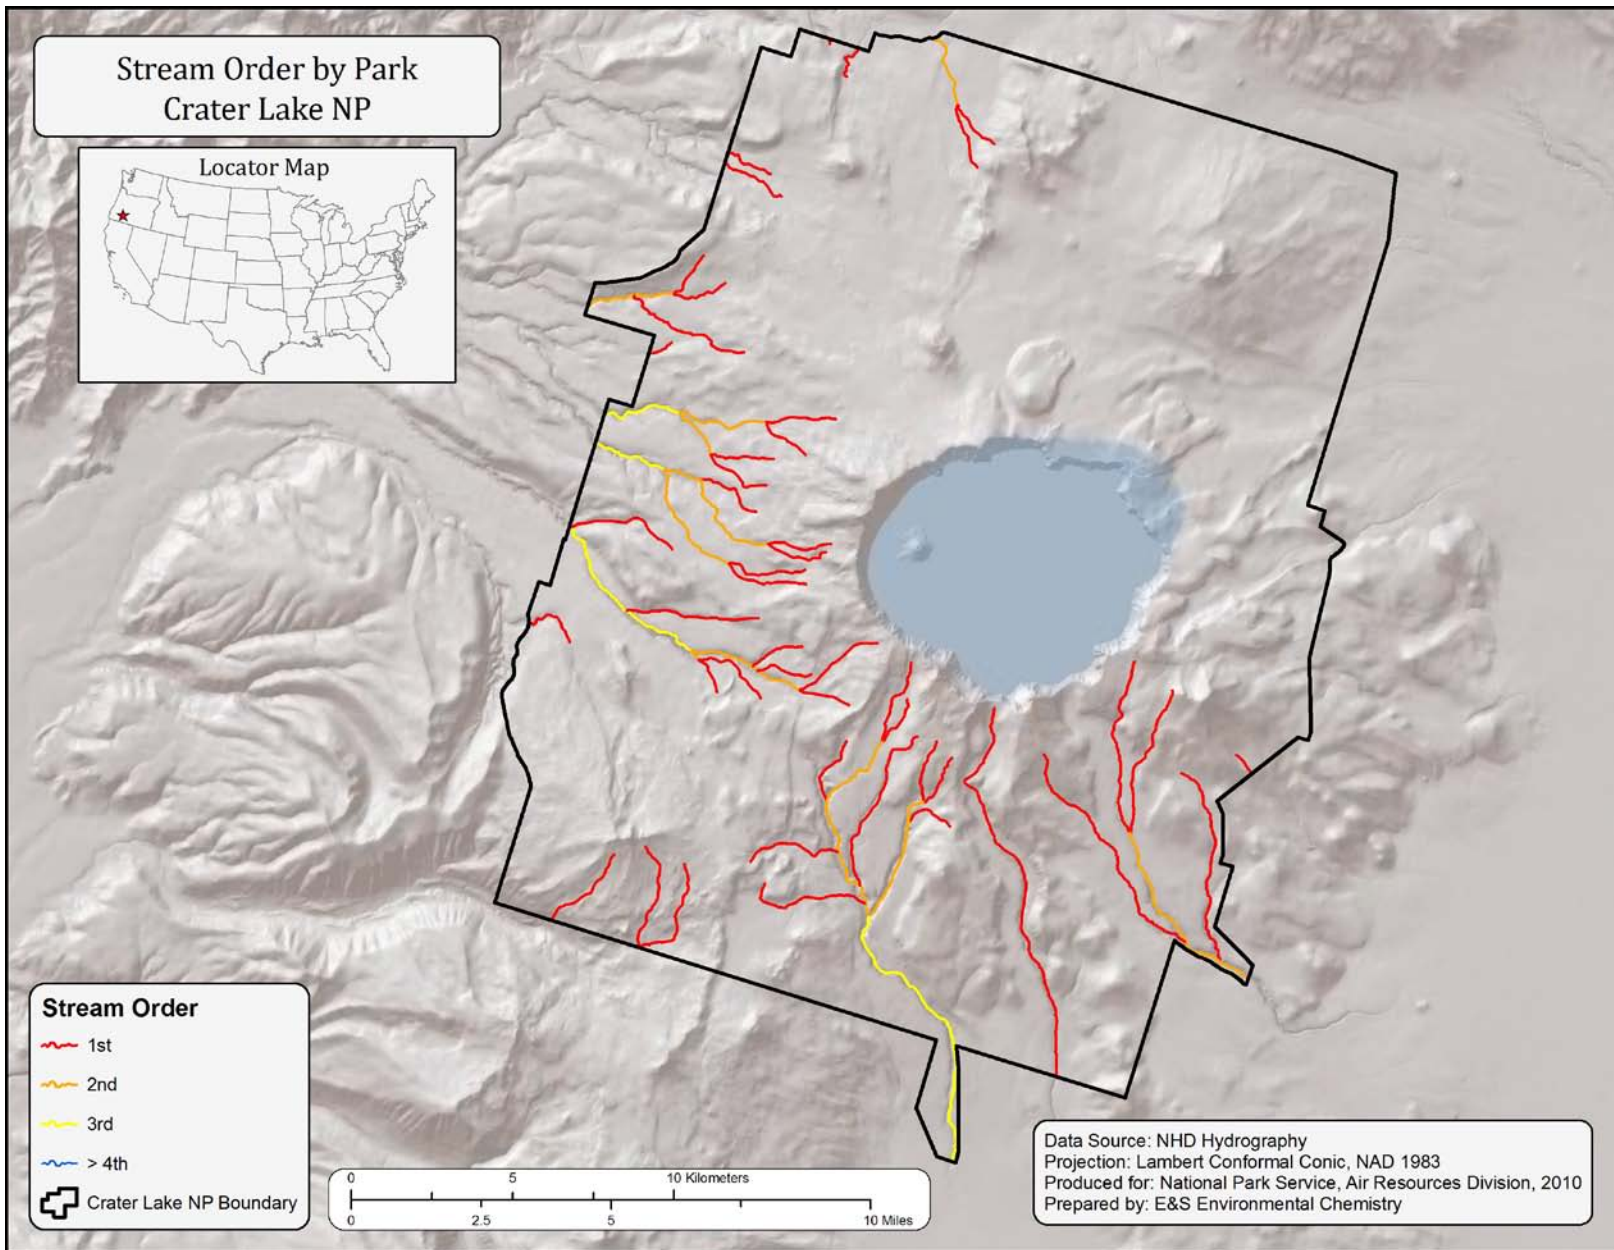 Stream Order by Park
Crater Lake NP
Locator Map
Stream Order
1st
2nd
3rd
> 4th
Crater Lake NP Boundary
0 5 10 Kilometers
0 2.5 5 10 Miles
Data Source: NHD Hydrography
Projection: Lambert Conformal Conic, NAD 1983
Produced for: National Park Service, Air Resources Division, 2010
Prepared by: E&S Environmental Chemistry